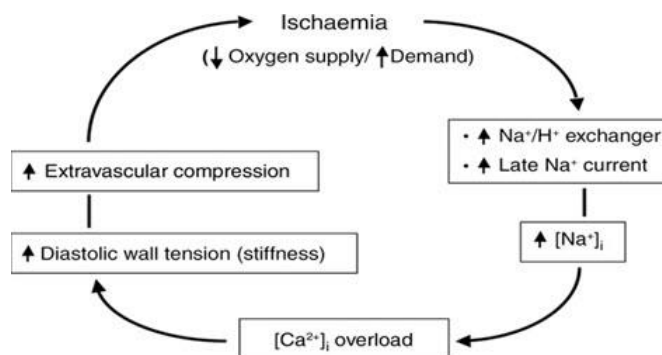 Ischaemia
(↓ Oxygen supply/ ↑ Demand)
· ↑ Na⁺/H⁺ exchanger
· ↑ Late Na⁺ current
↑ [Na⁺]ᵢ
[Ca²⁺]ᵢ overload
↑ Diastolic wall tension (stiffness)
↑ Extravascular compression